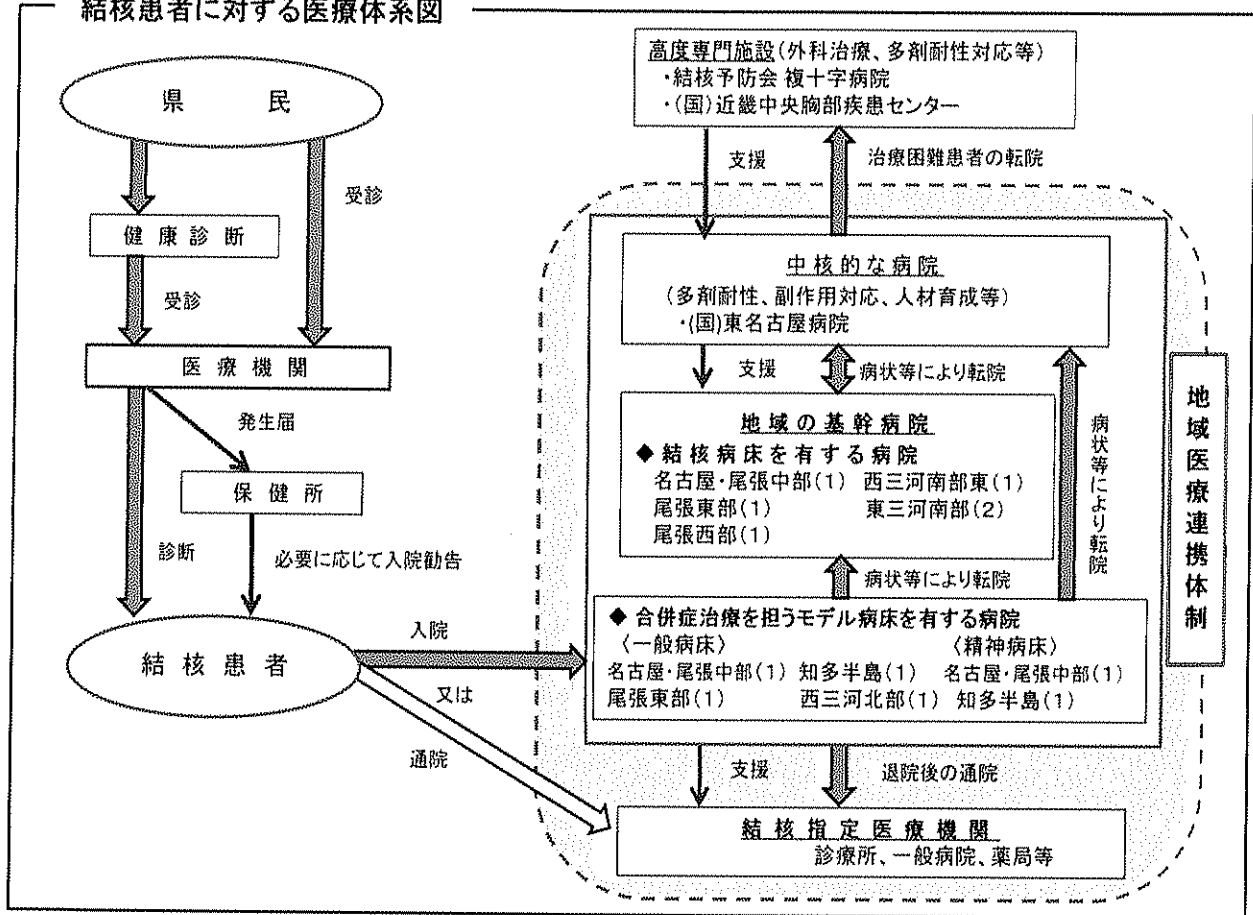 結核患者に対する医療体系図
県　　民
受診
健 康 診 断
受診
医 療 機 関
発生届
保 健 所
診断
必要に応じて入院勧告
結 核 患 者
入院
又は
通院
高度専門施設(外科治療、多剤耐性対応等)
・結核予防会 複十字病院
・(国)近畿中央胸部疾患センター
支援
治療困難患者の転院
中核的な病院
(多剤耐性、副作用対応、人材育成等)
・(国)東名古屋病院
支援
病状等により転院
地域の基幹病院
◆ 結核病床を有する病院
名古屋・尾張中部(1)　西三河南部東(1)
尾張東部(1)　東三河南部(2)
尾張西部(1)
病状等により転院
病状等により転院
◆ 合併症治療を担うモデル病床を有する病院
〈一般病床〉　〈精神病床〉
名古屋・尾張中部(1)　知多半島(1)　名古屋・尾張中部(1)
尾張東部(1)　西三河北部(1)　知多半島(1)
支援
退院後の通院
結 核 指 定 医 療 機 関
診療所、一般病院、薬局等
地域医療連携体制